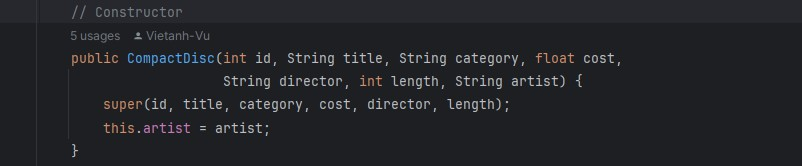 // Constructor
5 usages Vietanh-Vu
public CompactDisc(int id, String title, String category, float cost,
String director, int length, String artist) {
super(id, title, category, cost, director, length);
this.artist = artist;
}